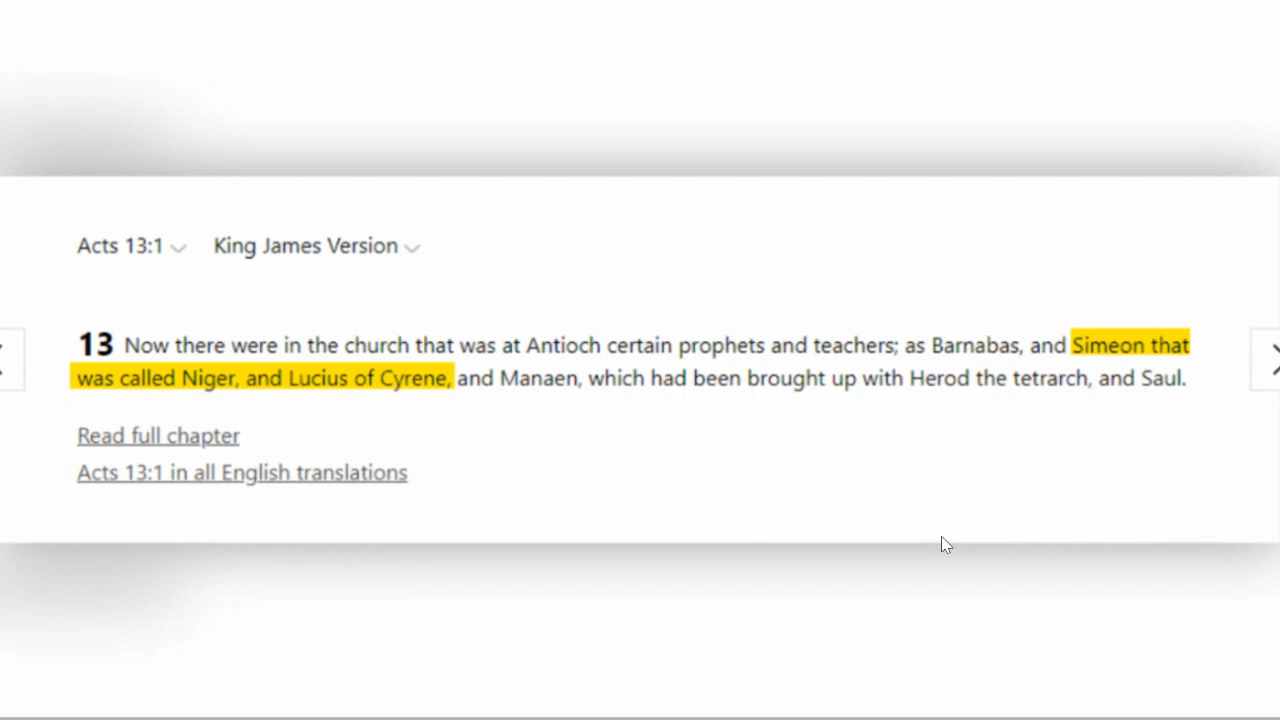 Acts 13:1 King James Version
13 Now there were in the church that was at Antioch certain prophets and teachers; as Barnabas, and Simeon that
was called Niger, and Lucius of Cyrene, and Manaen, which had been brought up with Herod the tetrarch, and Saul.
Read full chapter
Acts 13:1 in all English translations